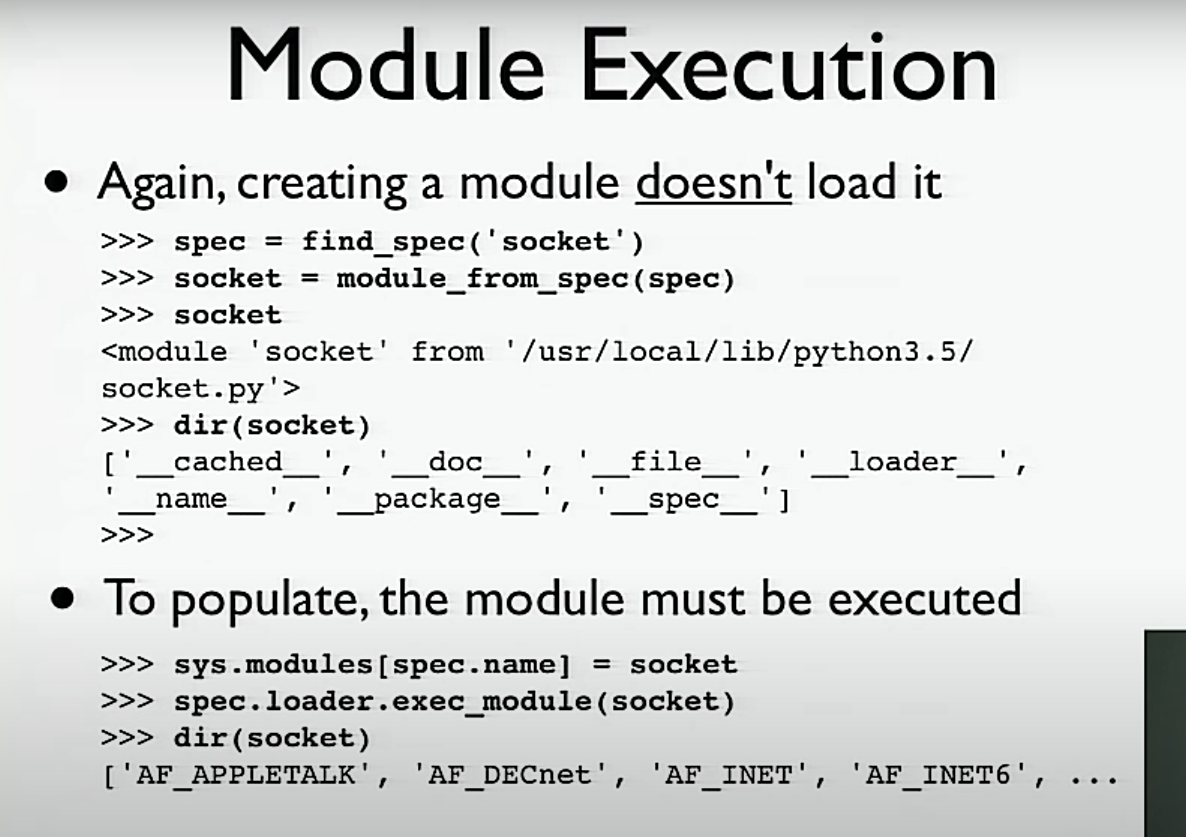 Module Execution
• Again, creating a module doesn't load it
>>> spec = find_spec('socket')
>>> socket = module_from_spec(spec)
>>> socket
<module 'socket' from '/usr/local/lib/python3.5/
socket.py'>
>>> dir(socket)
['__cached__', '__doc__', '__file__', '__loader__',
'__name__', '__package__', '__spec__']
>>>
• To populate, the module must be executed
>>> sys.modules[spec.name] = socket
>>> spec.loader.exec_module(socket)
>>> dir(socket)
['AF_APPLETALK', 'AF_DECnet', 'AF_INET', 'AF_INET6', ...